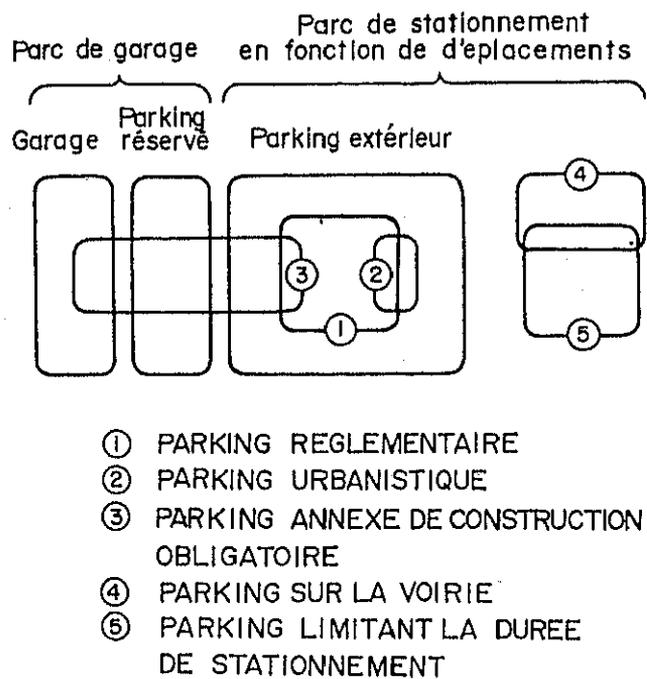 Parc de garage
Parc de stationnement
en fonction de d'eplacements
Garage
Parking
réservé
Parking extérieur
4
3
2
1
5
① PARKING REGLEMENTAIRE
② PARKING URBANISTIQUE
③ PARKING ANNEXE DE CONSTRUCTION
OBLIGATOIRE
④ PARKING SUR LA VOIRIE
⑤ PARKING LIMITANT LA DUREE
DE STATIONNEMENT